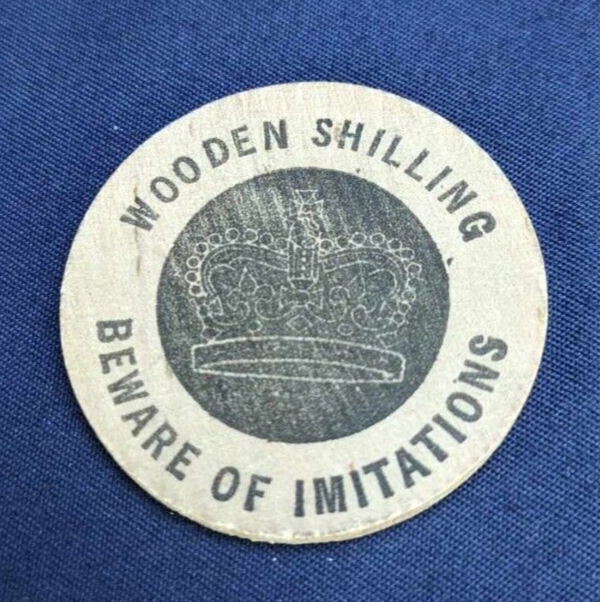 WOODEN SHILLING
BEWARE OF IMITATIONS